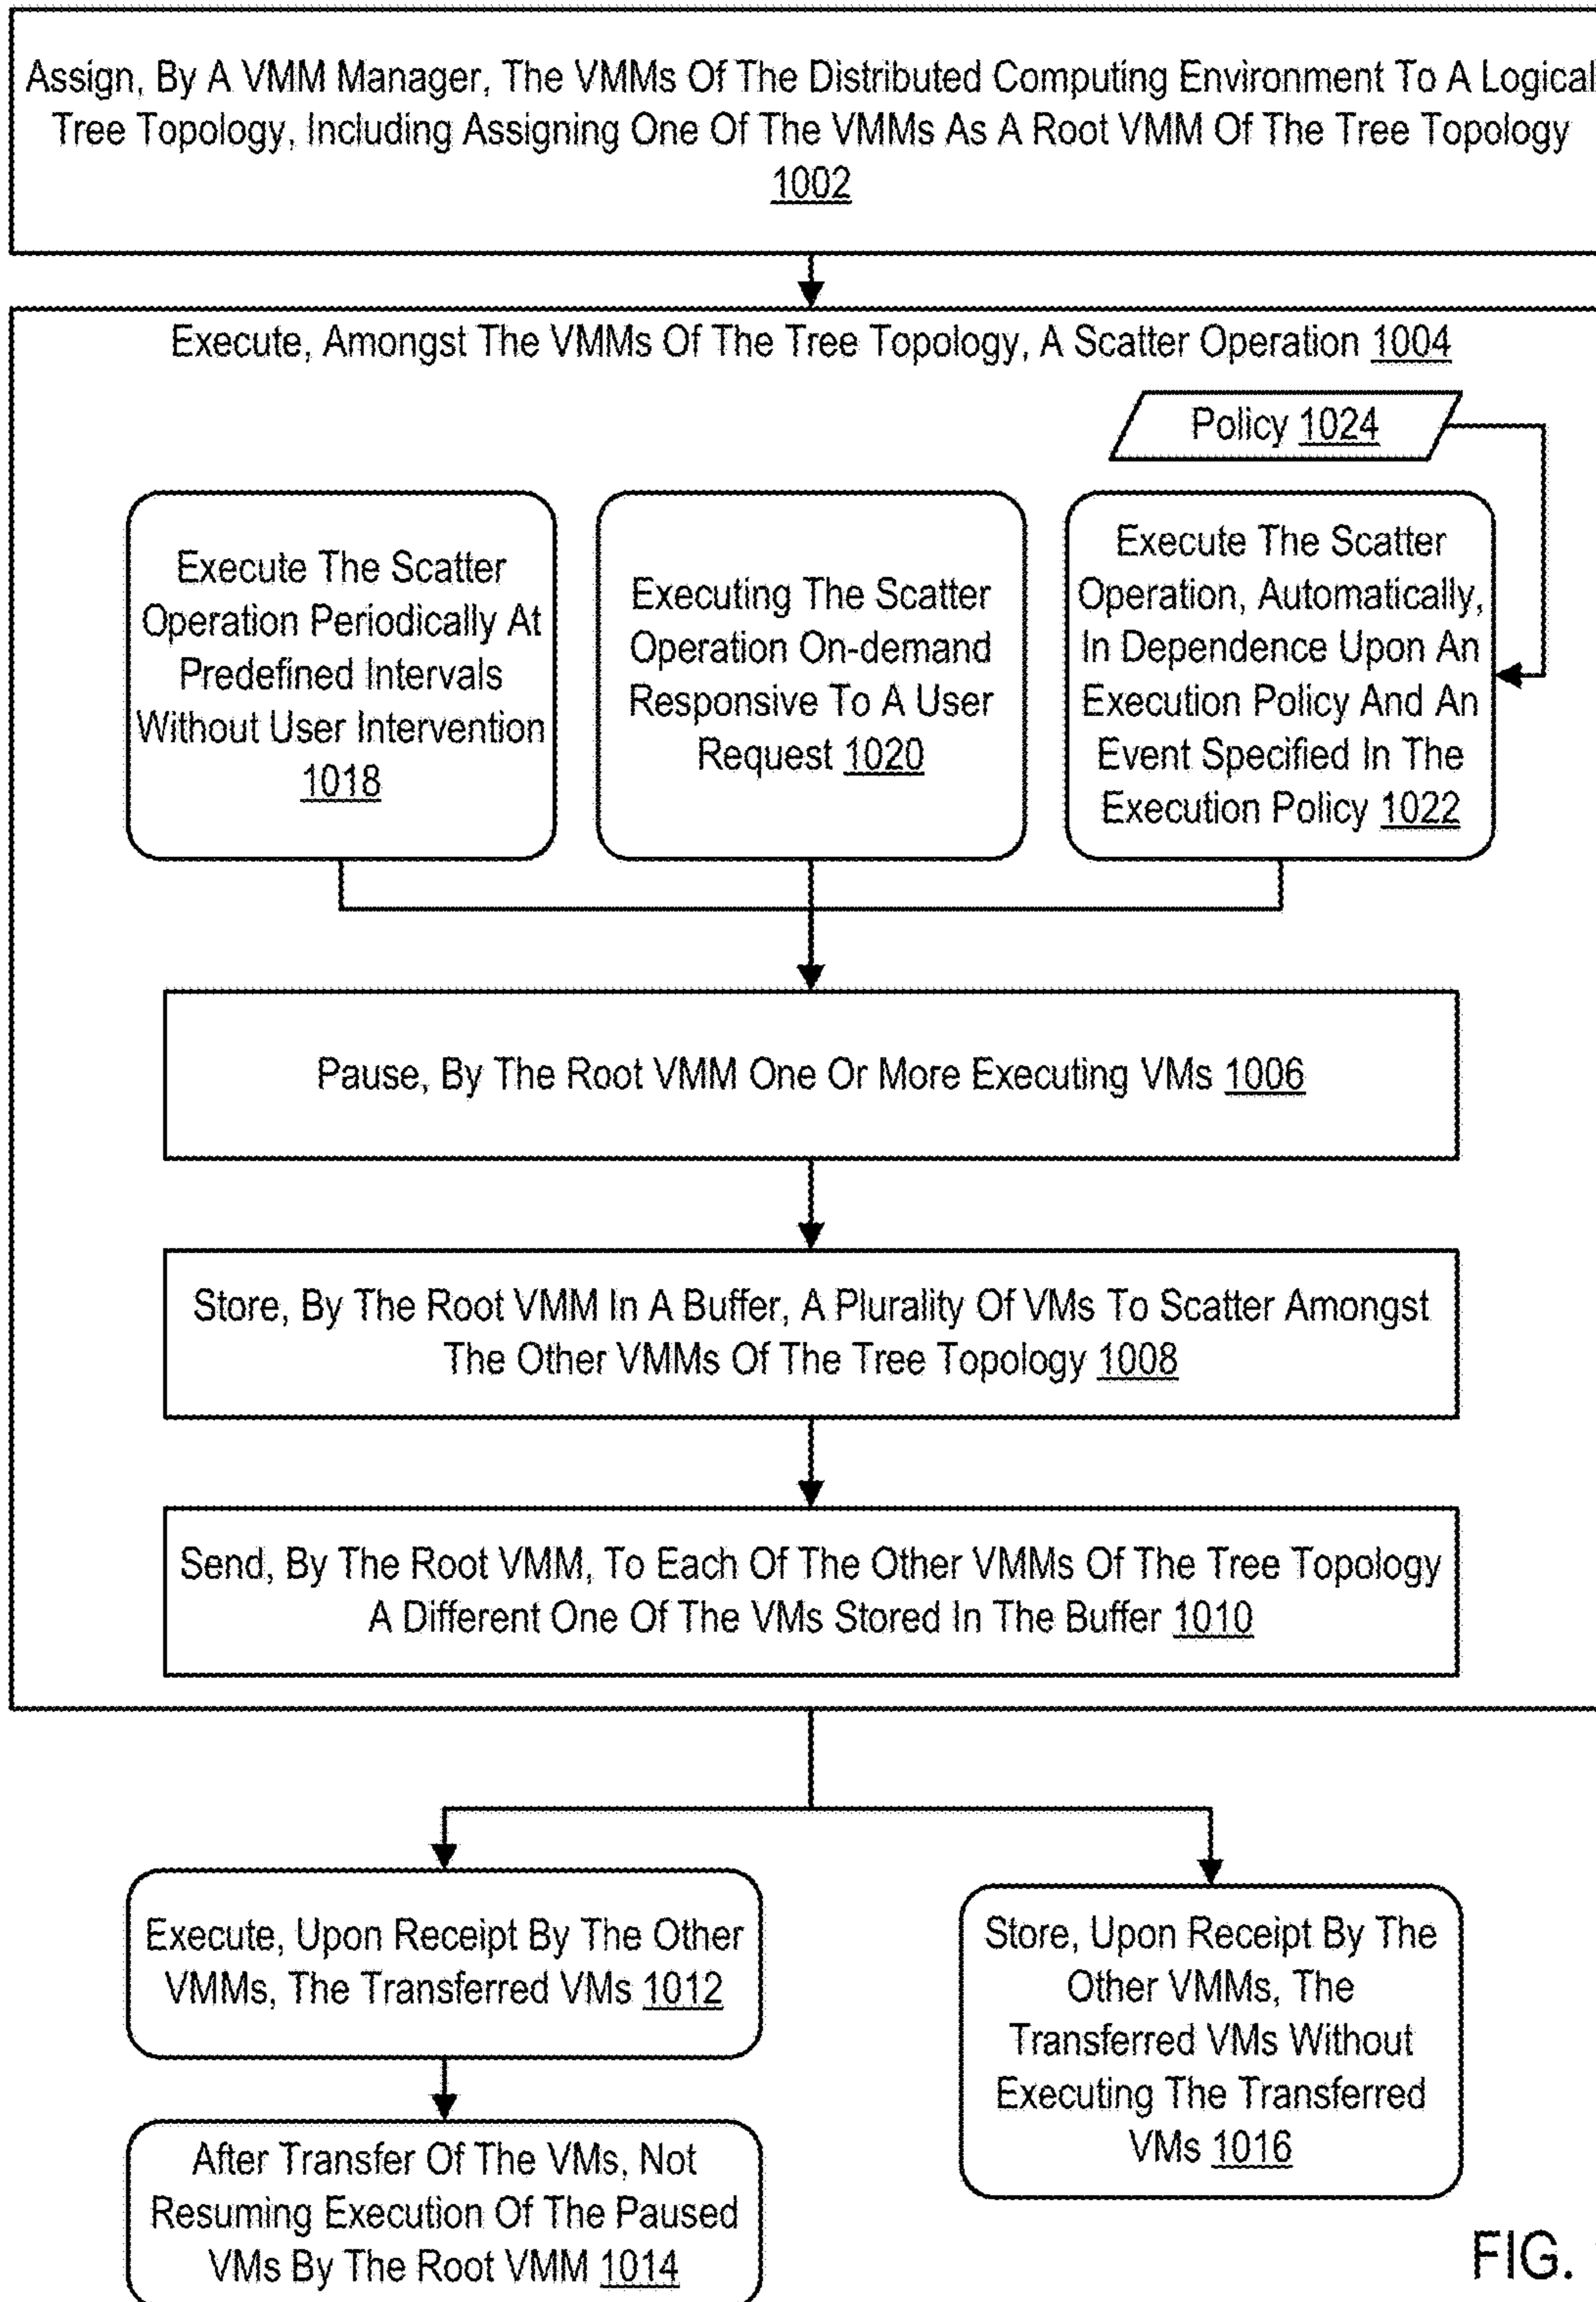 Assign, By A VMM Manager, The VMMs Of The Distributed Computing Environment To A Logical
Tree Topology, Including Assigning One Of The VMMs As A Root VMM Of The Tree Topology
1002
Execute, Amongst The VMMs Of The Tree Topology, A Scatter Operation 1004
Policy 1024
Execute The Scatter
Operation Periodically At
Predefined Intervals
Without User Intervention
1018
Executing The Scatter
Operation On-demand
Responsive To A User
Request 1020
Execute The Scatter
Operation, Automatically,
In Dependence Upon An
Execution Policy And An
Event Specified In The
Execution Policy 1022
Pause, By The Root VMM One Or More Executing VMs 1006
Store, By The Root VMM In A Buffer, A Plurality Of VMs To Scatter Amongst
The Other VMMs Of The Tree Topology 1008
Send, By The Root VMM, To Each Of The Other VMMs Of The Tree Topology
A Different One Of The VMs Stored In The Buffer 1010
Execute, Upon Receipt By The Other
VMMs, The Transferred VMs 1012
After Transfer Of The VMs, Not
Resuming Execution Of The Paused
VMs By The Root VMM 1014
Store, Upon Receipt By The
Other VMMs, The
Transferred VMs Without
Executing The Transferred
VMs 1016
FIG.